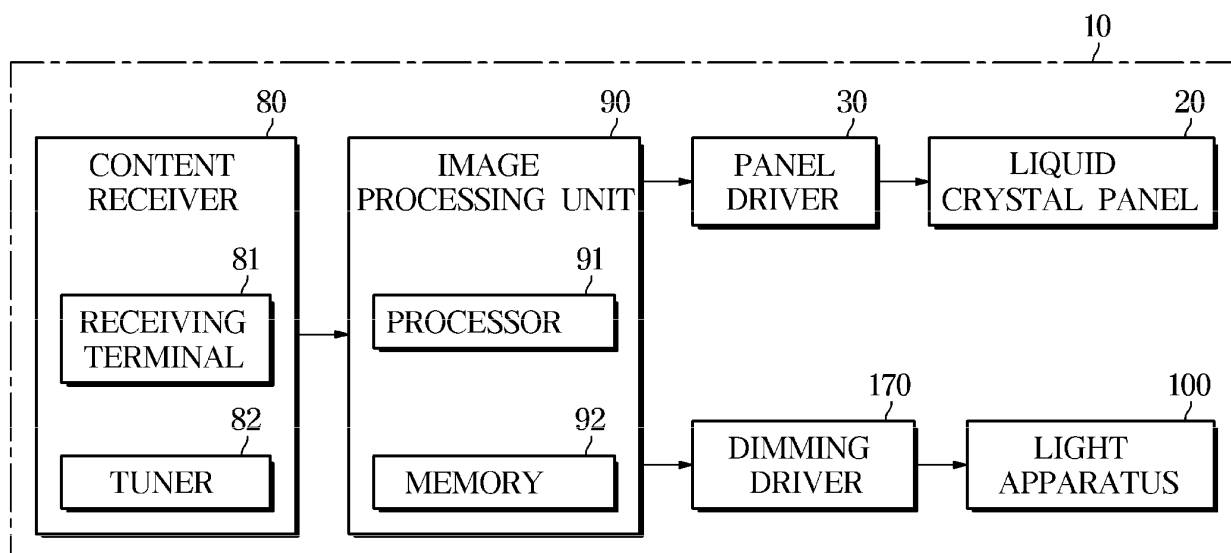 10
80
CONTENT
RECEIVER
81
RECEIVING
TERMINAL
82
TUNER
90
IMAGE
PROCESSING UNIT
91
PROCESSOR
92
MEMORY
30
PANEL
DRIVER
20
LIQUID
CRYSTAL PANEL
170
DIMMING
DRIVER
100
LIGHT
APPARATUS